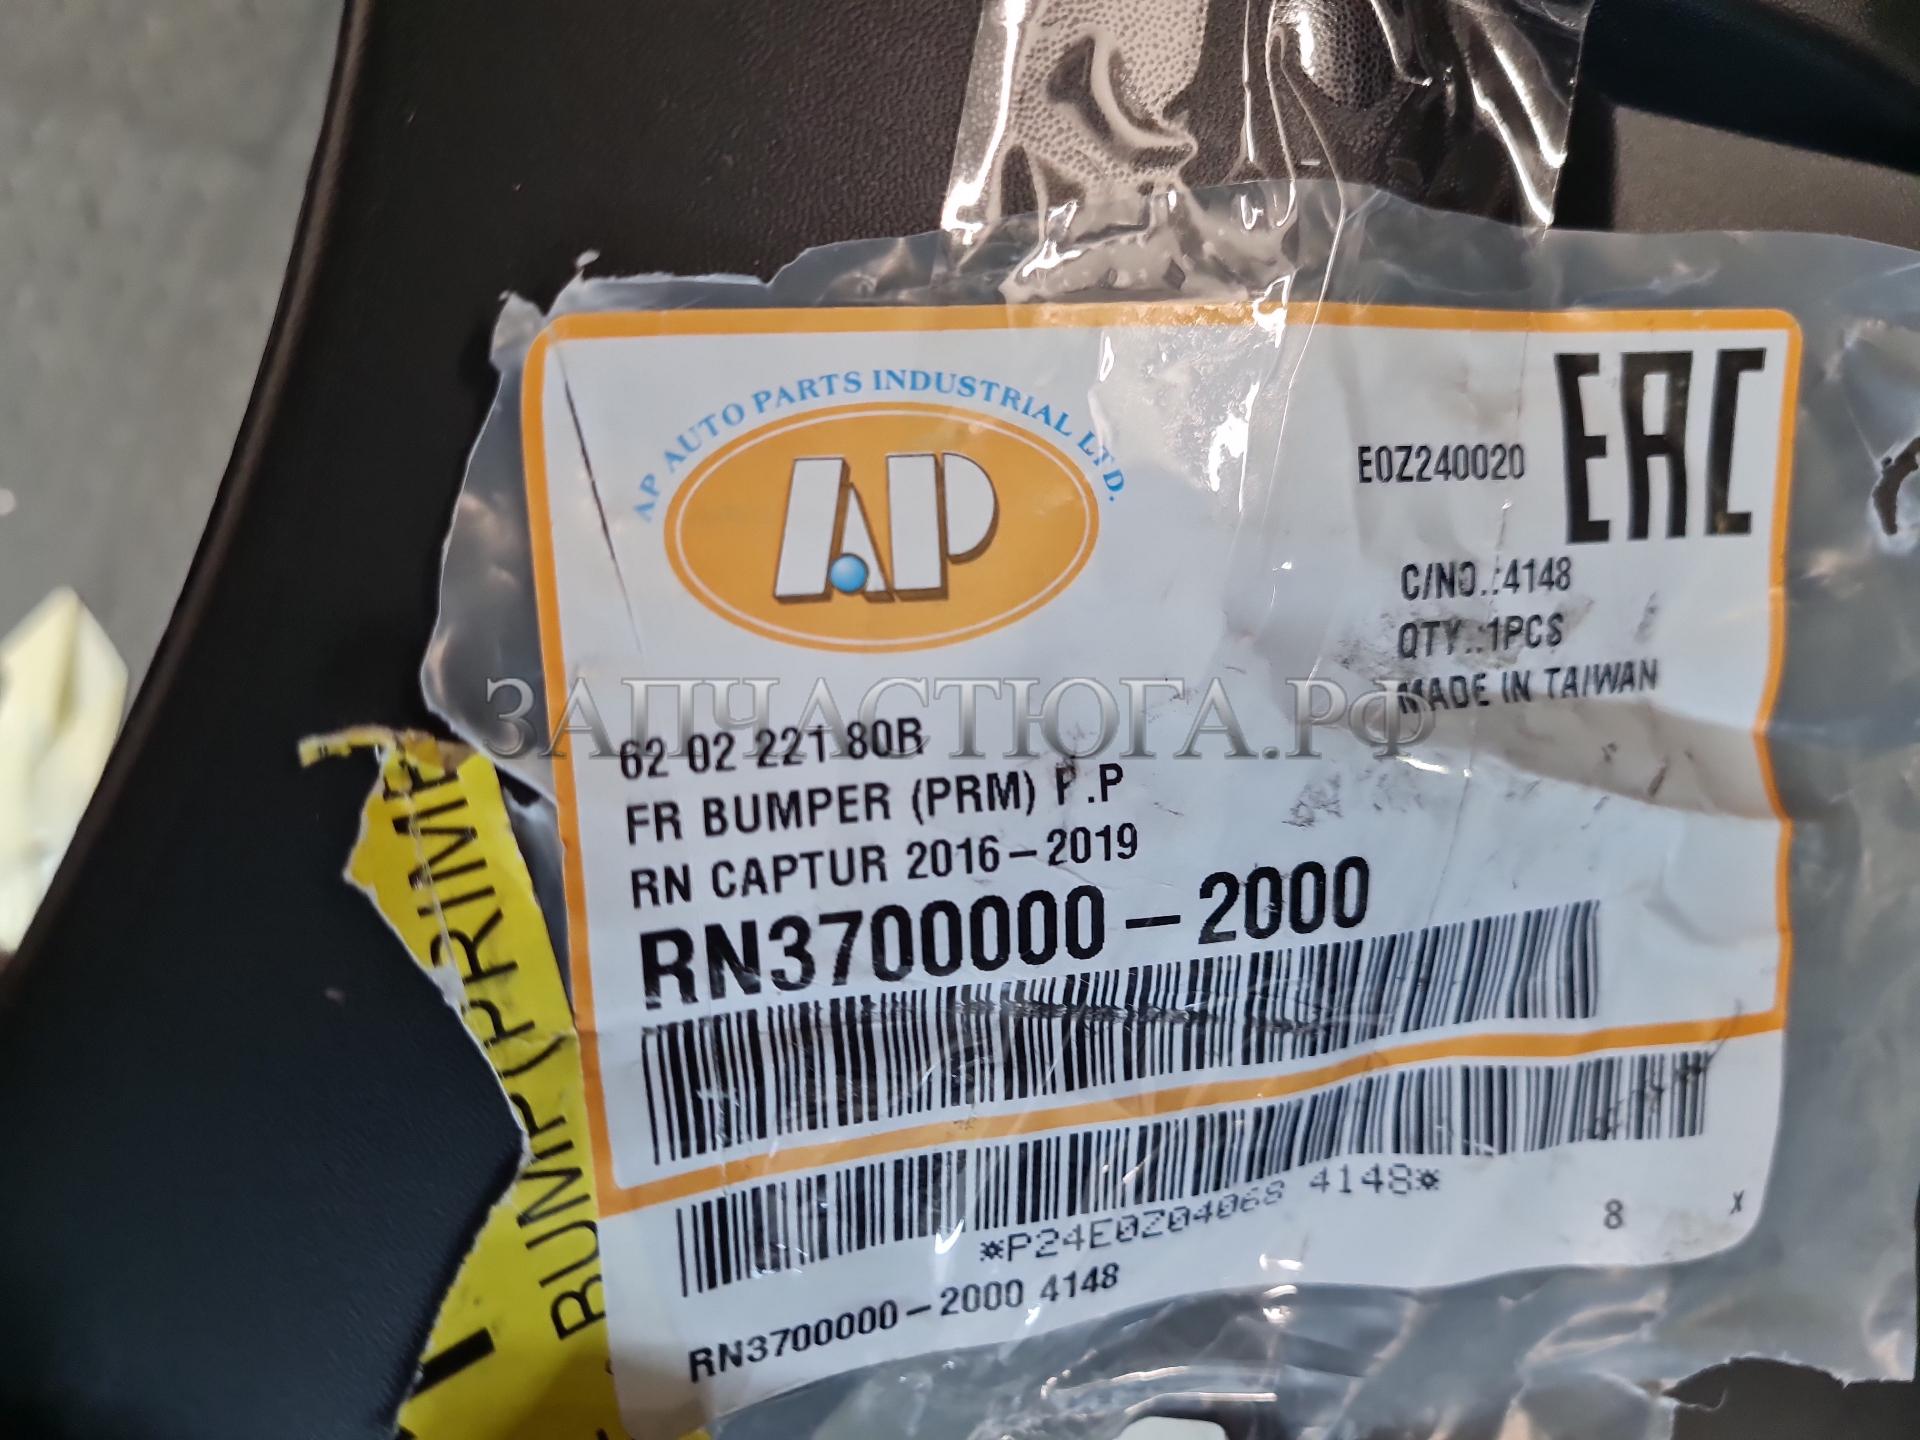 AP AUTO PARTS INDUSTRIAL LTD.
AP
EAC
E0Z240020
C/NO.:4148
QTY.:1PCS
MADE IN TAIWAN
ЗАПЧАСТЮГА.РФ
62 02 221 80R
FR BUMPER (PRM) P.P
RN CAPTUR 2016-2019
RN3700000-2000
*P24E0Z04068 4148*
8 X
RN3700000-2000 4148
BUMP(PRIME